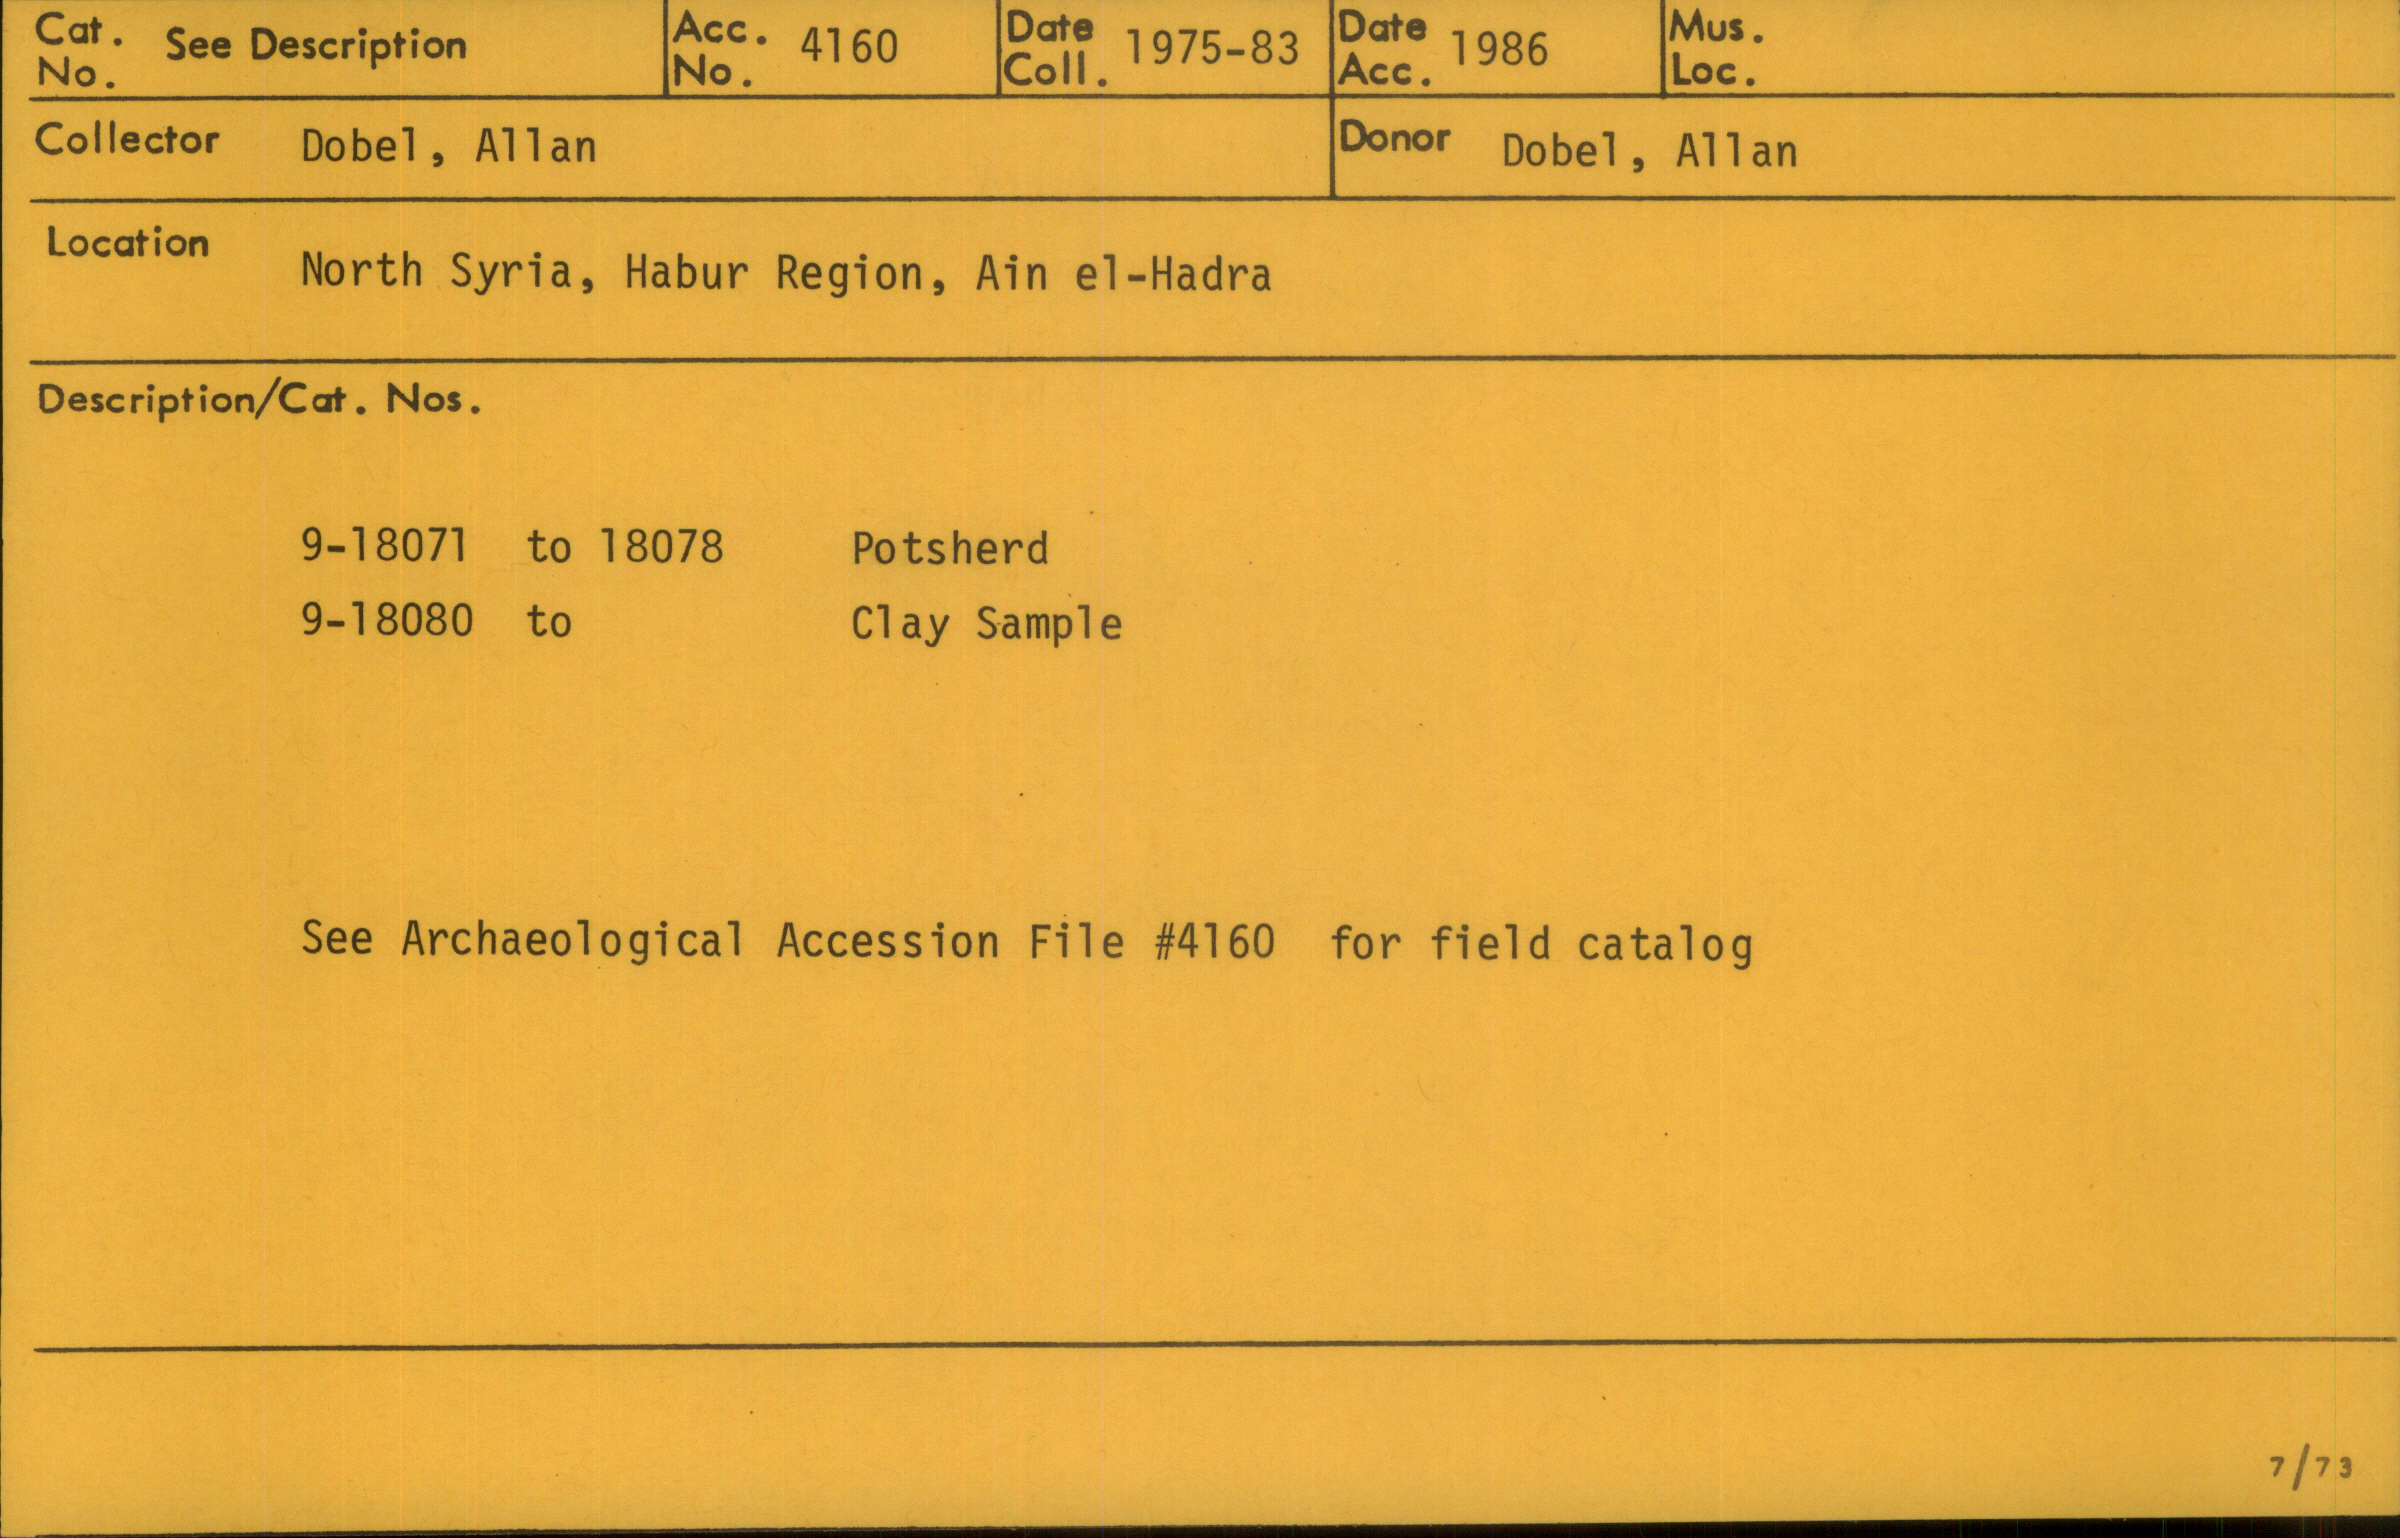 Cat. No. See Description Acc. No. 4160 Date Coll. 1975-83 Date Acc. 1986 Mus. Loc.
Collector Dobel, Allan Donor Dobel, Allan
Location North Syria, Habur Region, Ain el-Hadra
Description/Cat. Nos.
9-18071 to 18078 Potsherd
9-18080 to Clay Sample
See Archaeological Accession File #4160 for field catalog
7/73